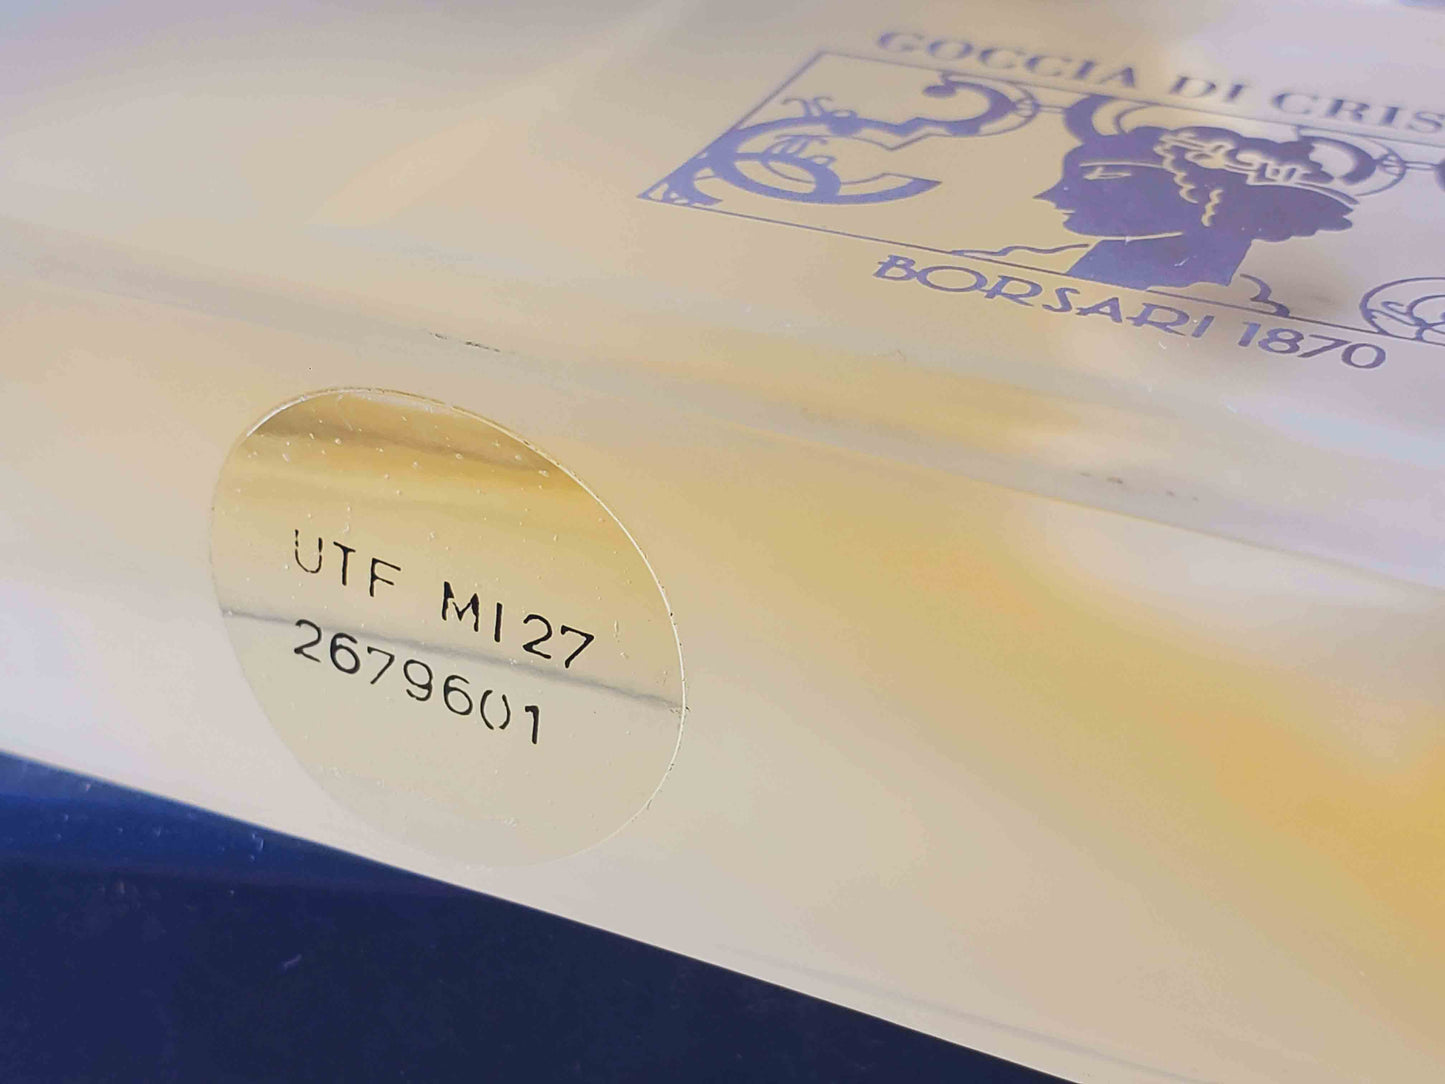 GOCCIA DI CRIS
BORSARI 1870
UTF MI27
2679601